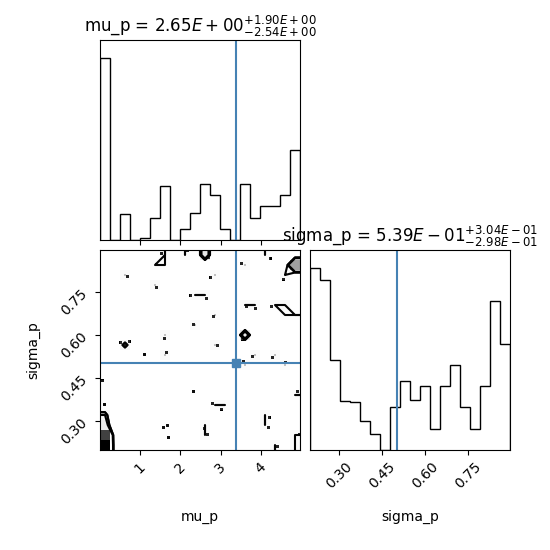 mu_p = 2.65E + 00+1.90E+00−2.54E+00
sigma_p = 5.39E − 01+3.04E−01−2.98E−01
sigma_p
0.75
0.60
0.45
0.30
1 2 3 4
0.30 0.45 0.60 0.75
mu_p
sigma_p